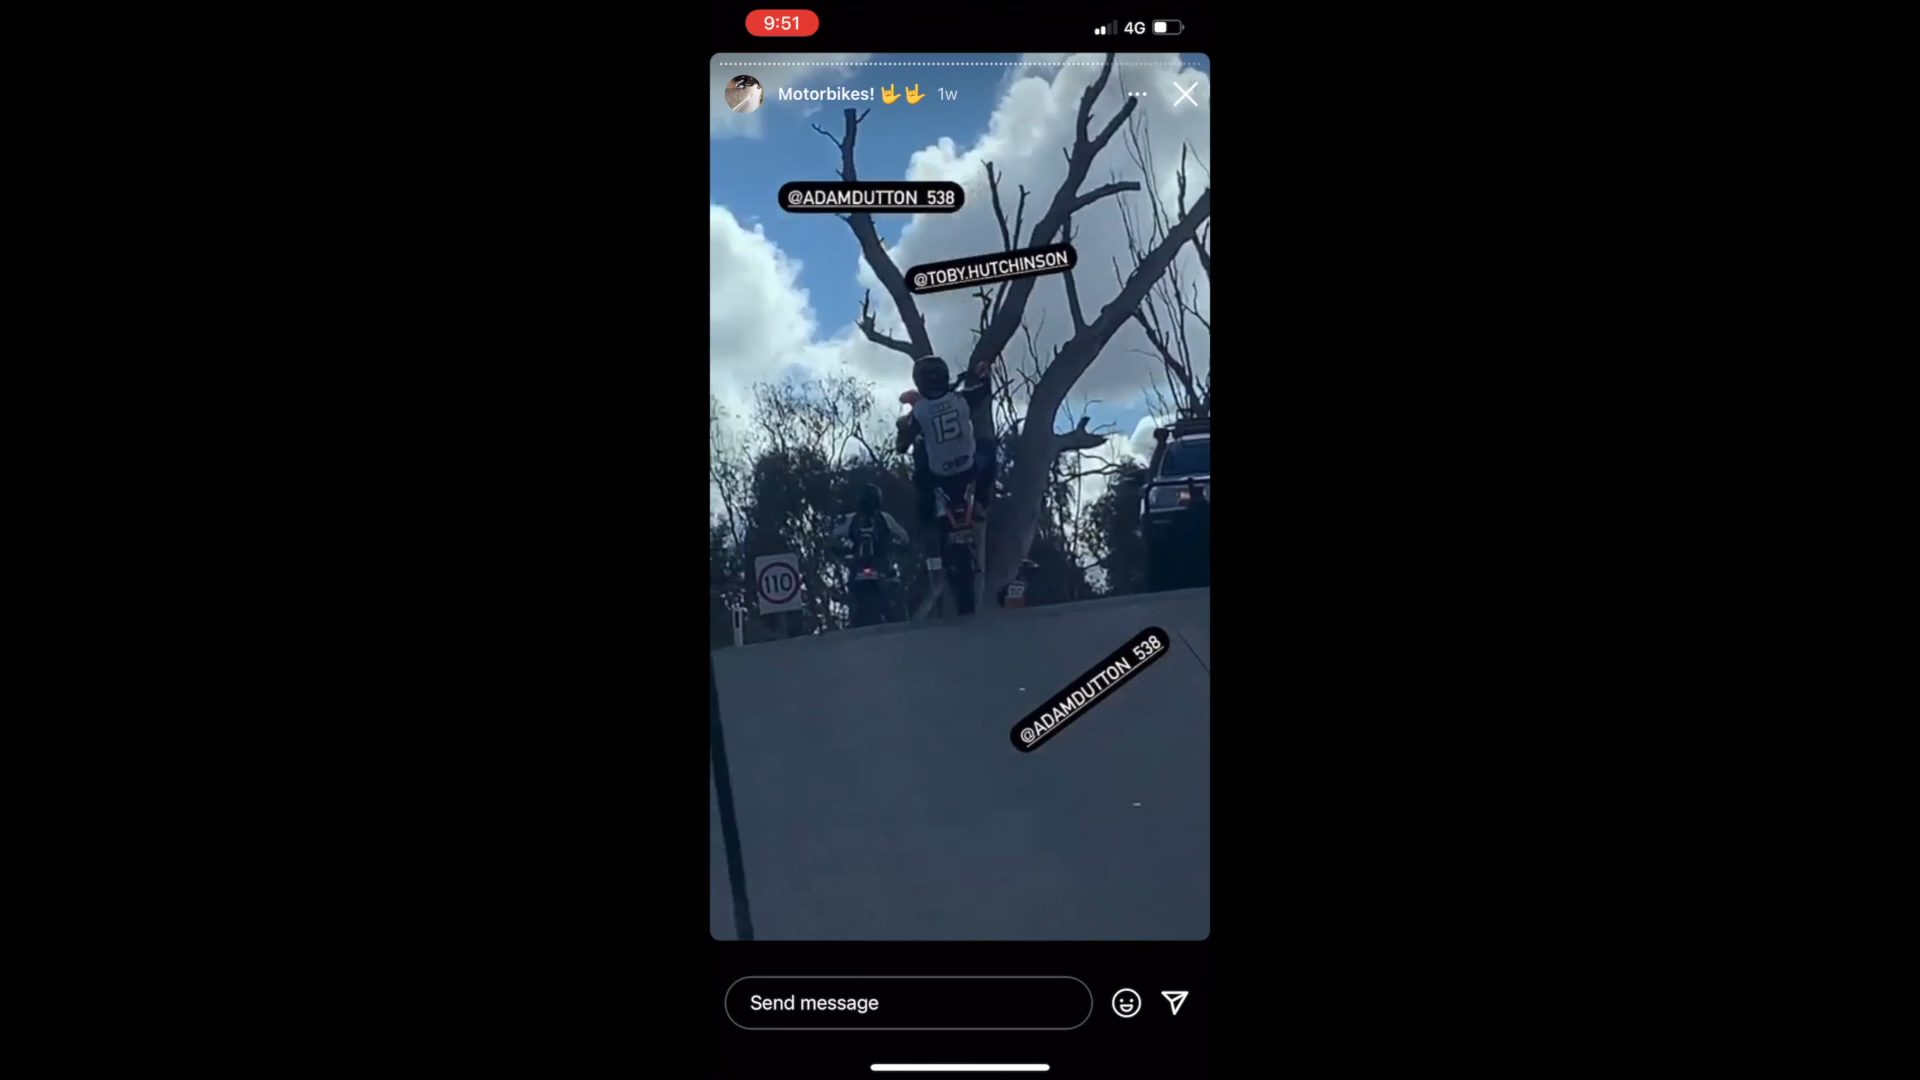 9:51
4G
Motorbikes! 🤟🤟 1w
@ADAMDUTTON_538
@TOBY.HUTCHINSON
15
110
@ADAMDUTTON_538
Send message